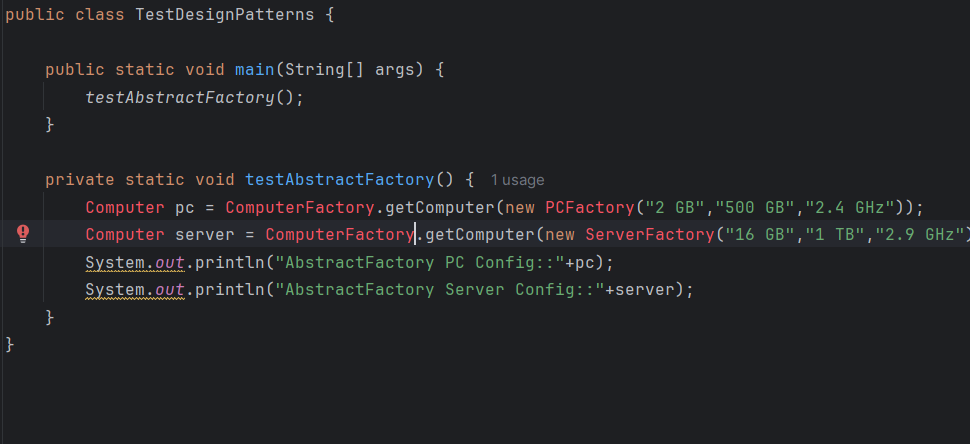 public class TestDesignPatterns {
public static void main(String[] args) {
testAbstractFactory();
}
private static void testAbstractFactory() { 1 usage
Computer pc = ComputerFactory.getComputer(new PCFactory("2 GB","500 GB","2.4 GHz"));
Computer server = ComputerFactory.getComputer(new ServerFactory("16 GB","1 TB","2.9 GHz")
System.out.println("AbstractFactory PC Config::"+pc);
System.out.println("AbstractFactory Server Config::"+server);
}
}